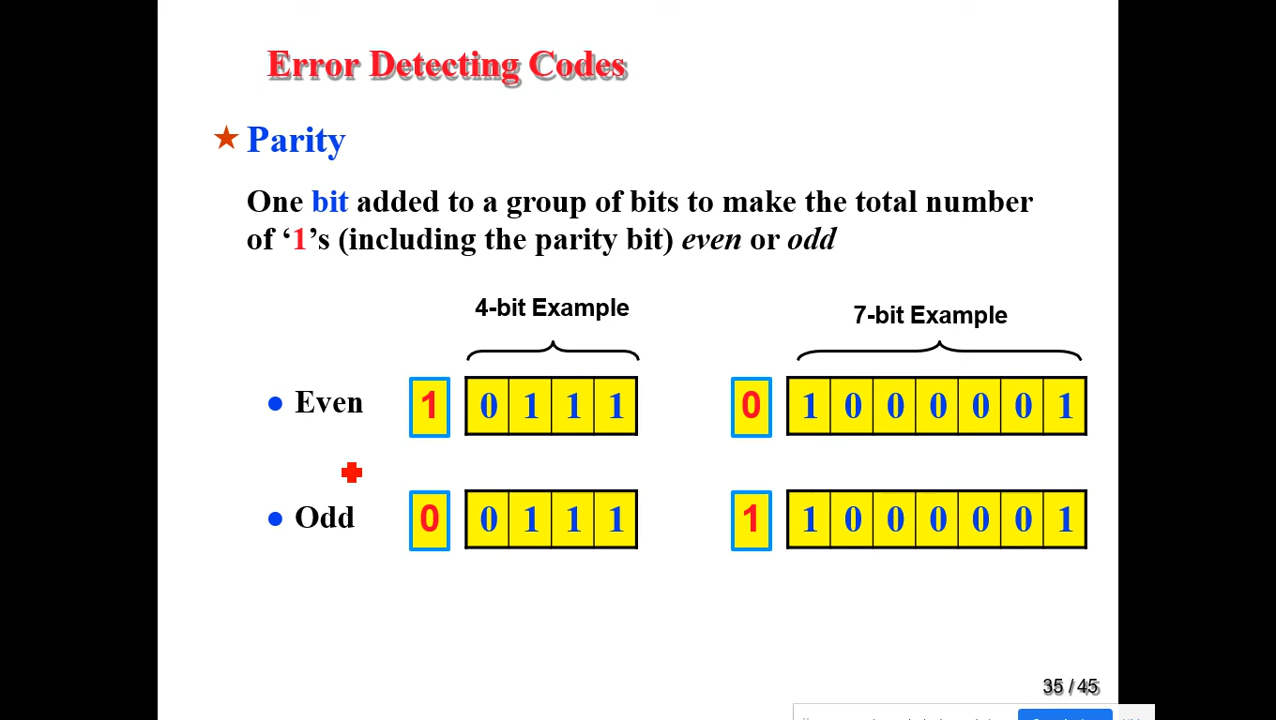 Error Detecting Codes
★ Parity
One bit added to a group of bits to make the total number
of ‘1’s (including the parity bit) even or odd
4-bit Example
7-bit Example
● Even 1 0 1 1 1 0 1 0 0 0 0 0 1
● Odd 0 0 1 1 1 1 1 0 0 0 0 0 1
35 / 45